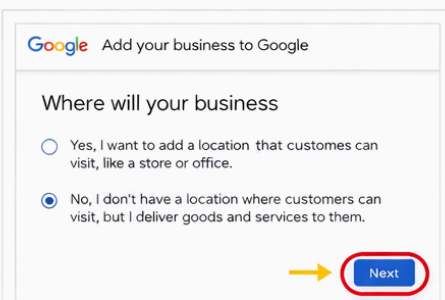 Google Add your business to Google
Where will your business
Yes, I want to add a location that customes can
visit, like a store or office.
No, I don't have a location where customers can
visit, but I deliver goods and services to them.
Next